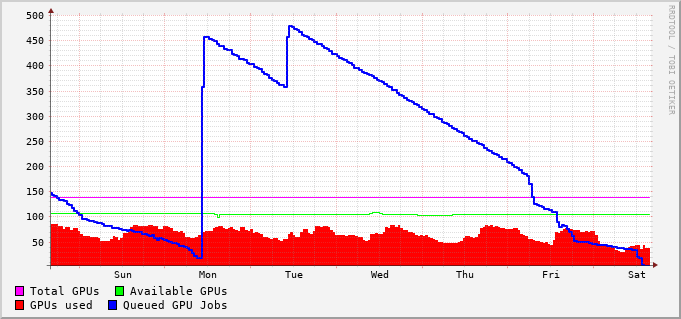 500
450
400
350
300
250
200
150
100
50
Sun Mon Tue Wed Thu Fri Sat
Total GPUs Available GPUs
GPUs used Queued GPU Jobs
RRDTOOL / TOBI OETIKER